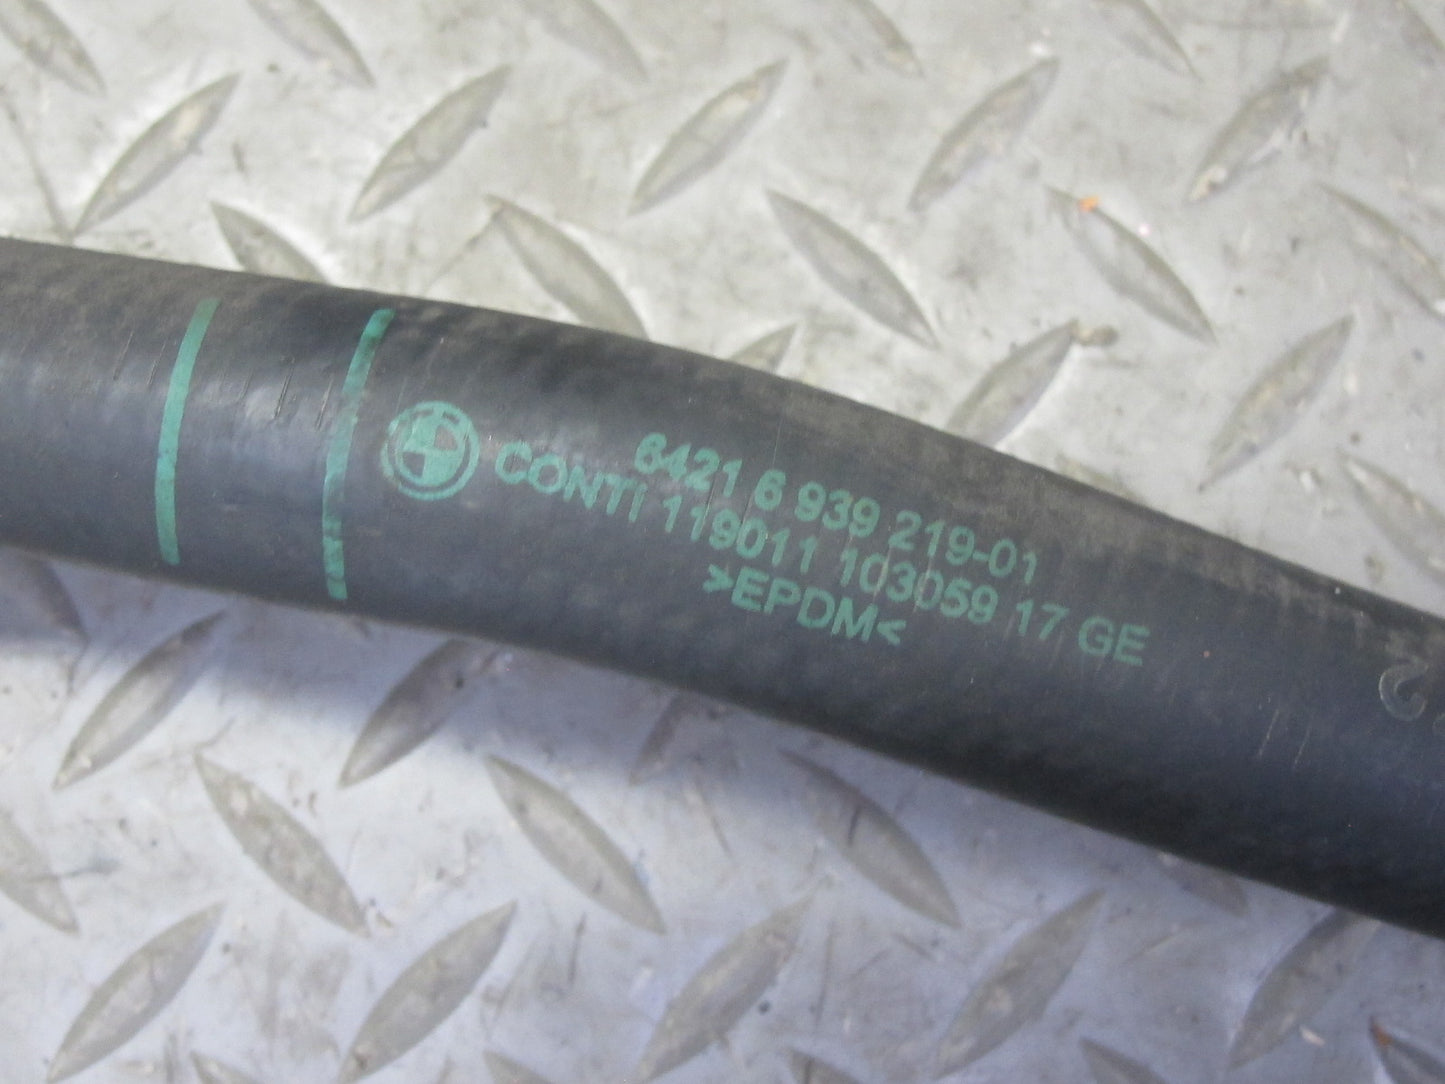 6421 6 939 219-01
CONTI 119011 103059 17 GE
>EPDM<